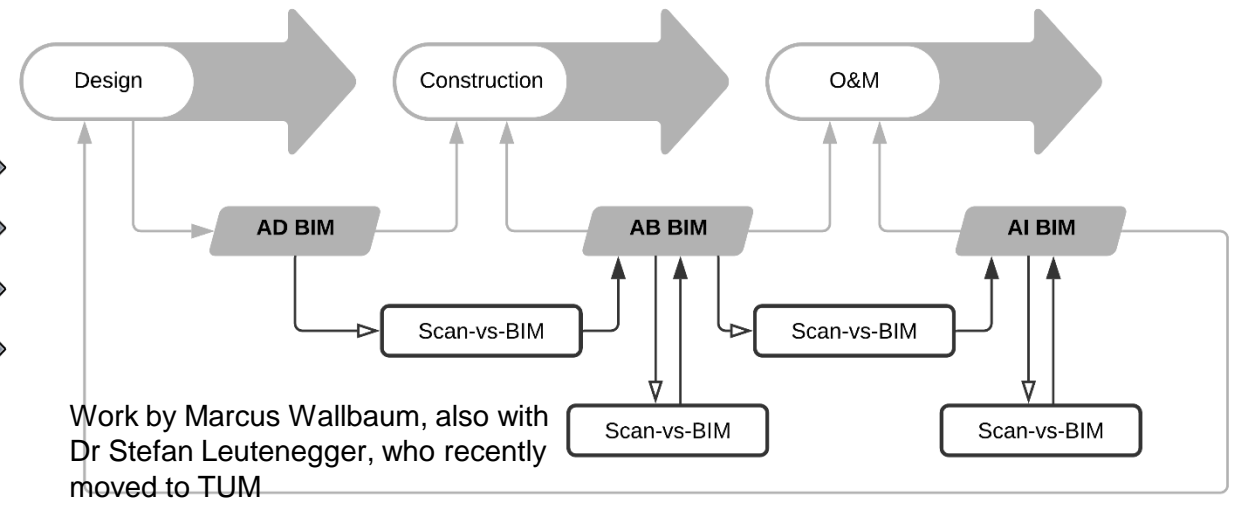 Design
Construction
O&M
AD BIM
AB BIM
AI BIM
Scan-vs-BIM
Scan-vs-BIM
Scan-vs-BIM
Scan-vs-BIM
Work by Marcus Wallbaum, also with
Dr Stefan Leutenegger, who recently
moved to TUM